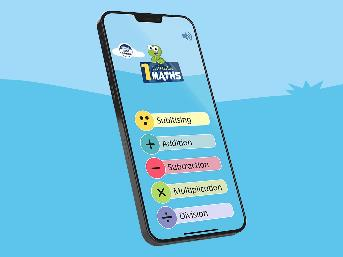 1 MATHS
Subitising
Addition
Subtraction
Multiplication
Division